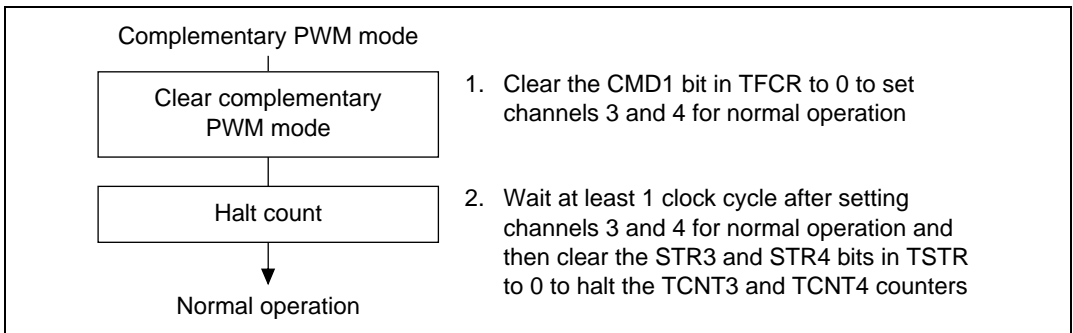 Complementary PWM mode
Clear complementary
PWM mode
1. Clear the CMD1 bit in TFCR to 0 to set
channels 3 and 4 for normal operation
Halt count
2. Wait at least 1 clock cycle after setting
channels 3 and 4 for normal operation and
then clear the STR3 and STR4 bits in TSTR
to 0 to halt the TCNT3 and TCNT4 counters
Normal operation